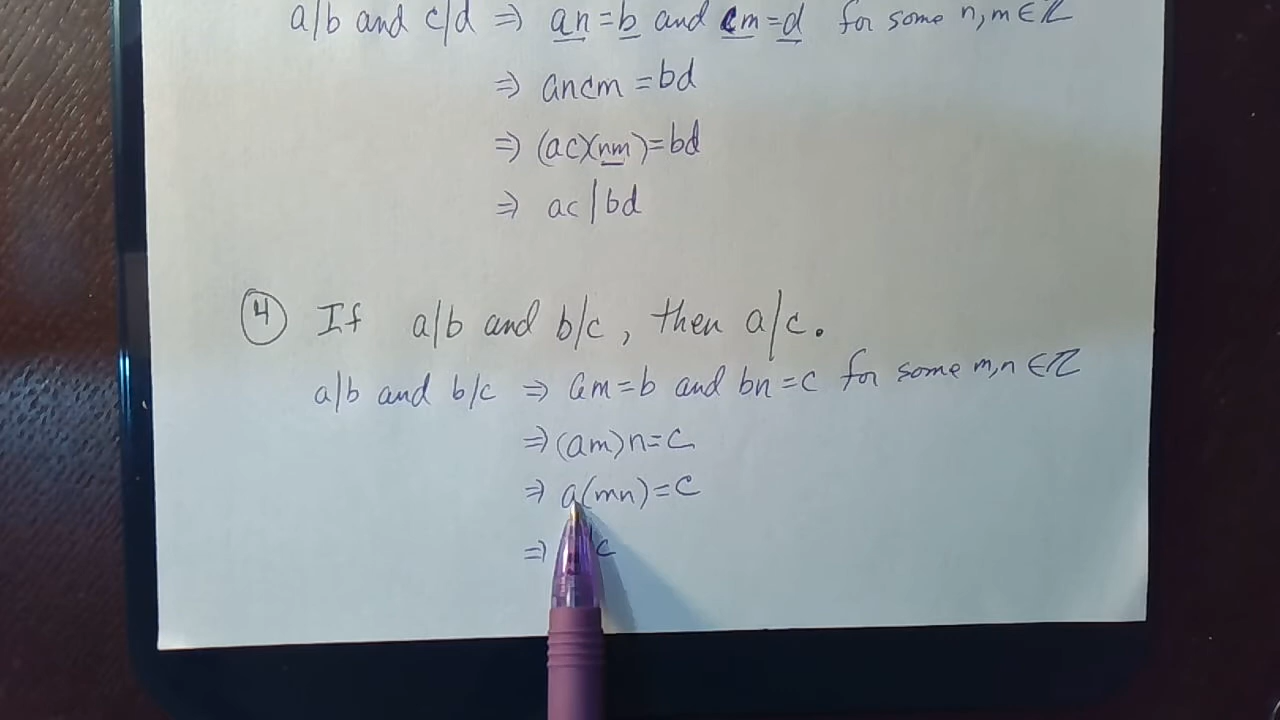 a|b and c|d ⇒ an=b and cm=d for some n,m∈ℤ
⇒ ancm=bd
⇒ (ac)(nm)=bd
⇒ ac|bd
④ If a|b and b|c, then a|c.
a|b and b|c ⇒ am=b and bn=c for some m,n∈ℤ
⇒ (am)n=c
⇒ a(mn)=c
⇒ |c